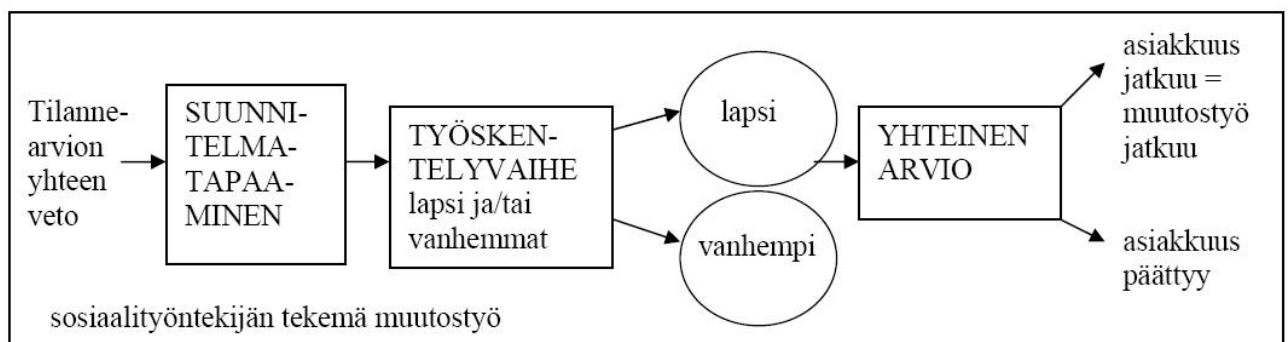 Tilanne-
arvion
yhteen
veto
SUUNNI-
TELMA-
TAPAA-
MINEN
TYÖSKEN-
TELYVAIHE
lapsi ja/tai
vanhemmat
lapsi
vanhempi
YHTEINEN
ARVIO
asiakkuus
jatkuu =
muutostyö
jatkuu
asiakkuus
päättyy
sosiaalityöntekijän tekemä muutostyö